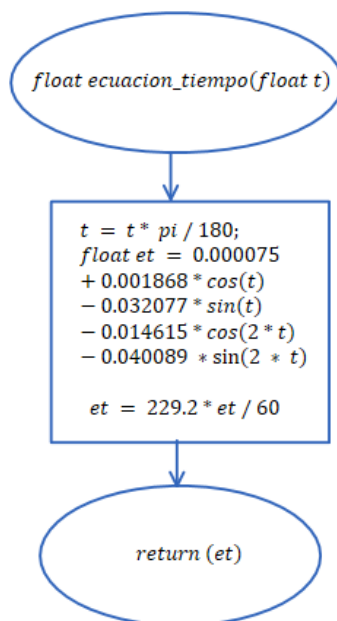 float ecuacion_tiempo(float t)
t = t * pi / 180;
float et = 0.000075
+ 0.001868 * cos(t)
− 0.032077 * sin(t)
− 0.014615 * cos(2 * t)
− 0.040089 * sin(2 * t)
et = 229.2 * et / 60
return (et)